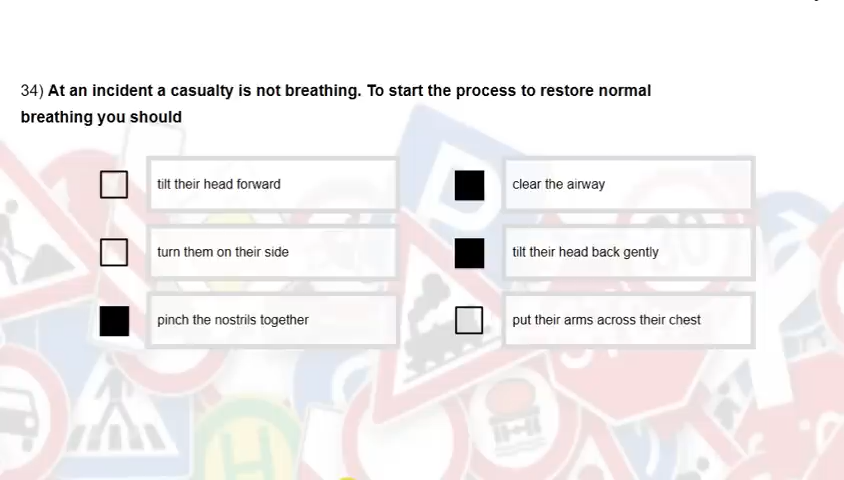 34) At an incident a casualty is not breathing. To start the process to restore normal
breathing you should
tilt their head forward
clear the airway
turn them on their side
tilt their head back gently
pinch the nostrils together
put their arms across their chest